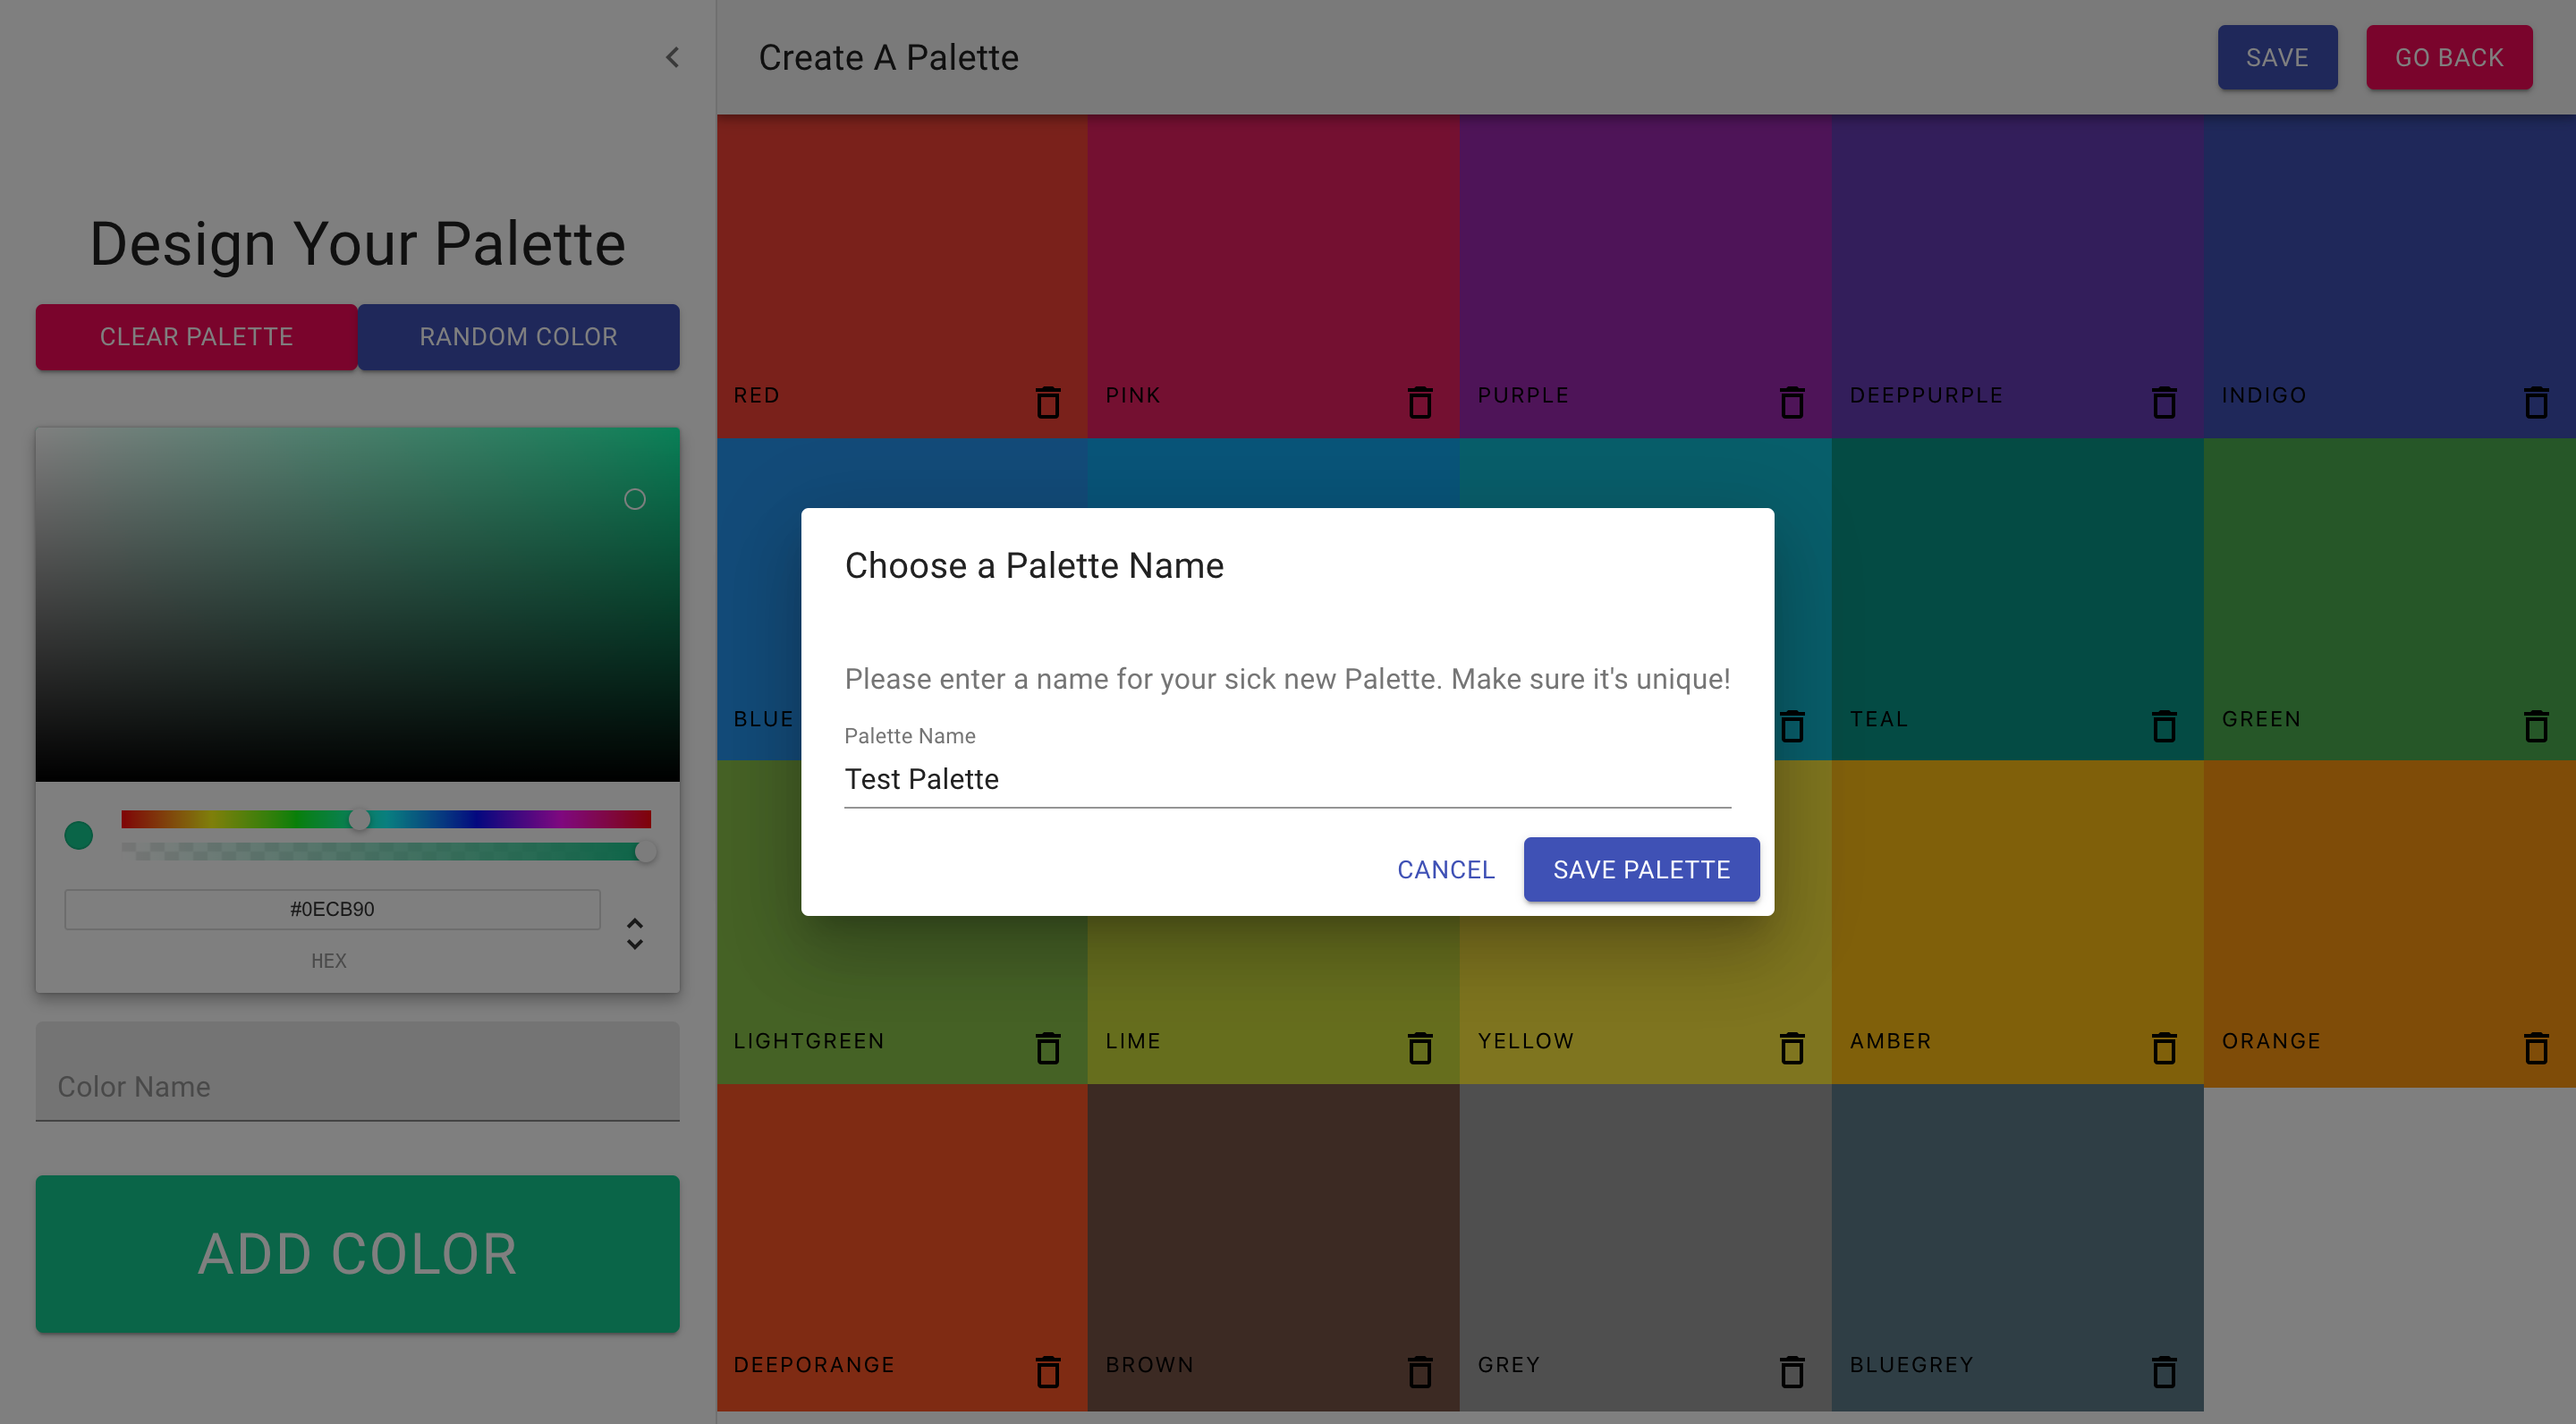 Create A Palette
SAVE
GO BACK
Design Your Palette
CLEAR PALETTE
RANDOM COLOR
#0ECB90
HEX
Color Name
ADD COLOR
RED
PINK
PURPLE
DEEPPURPLE
INDIGO
BLUE
TEAL
GREEN
Choose a Palette Name
Please enter a name for your sick new Palette. Make sure it's unique!
Palette Name
Test Palette
CANCEL
SAVE PALETTE
LIGHTGREEN
LIME
YELLOW
AMBER
ORANGE
DEEPORANGE
BROWN
GREY
BLUEGREY